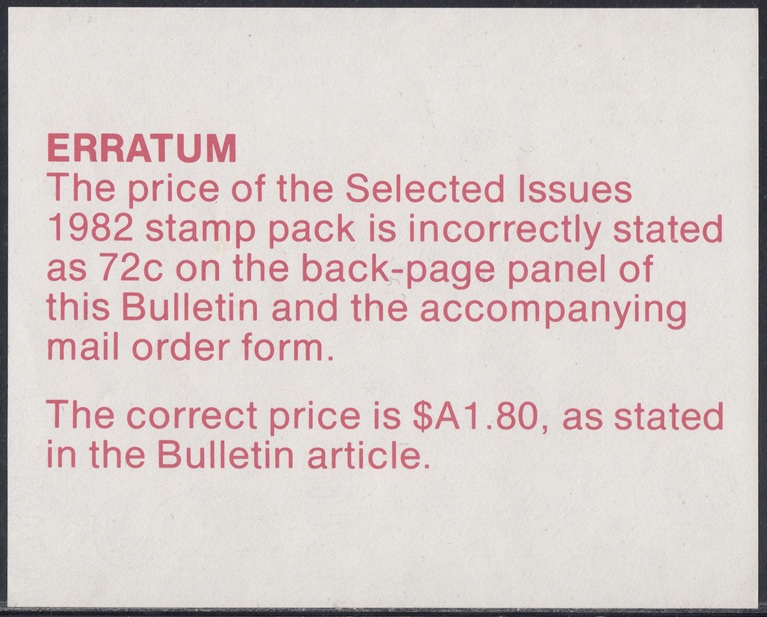 ERRATUM
The price of the Selected Issues
1982 stamp pack is incorrectly stated
as 72c on the back-page panel of
this Bulletin and the accompanying
mail order form.
The correct price is $A1.80, as stated
in the Bulletin article.